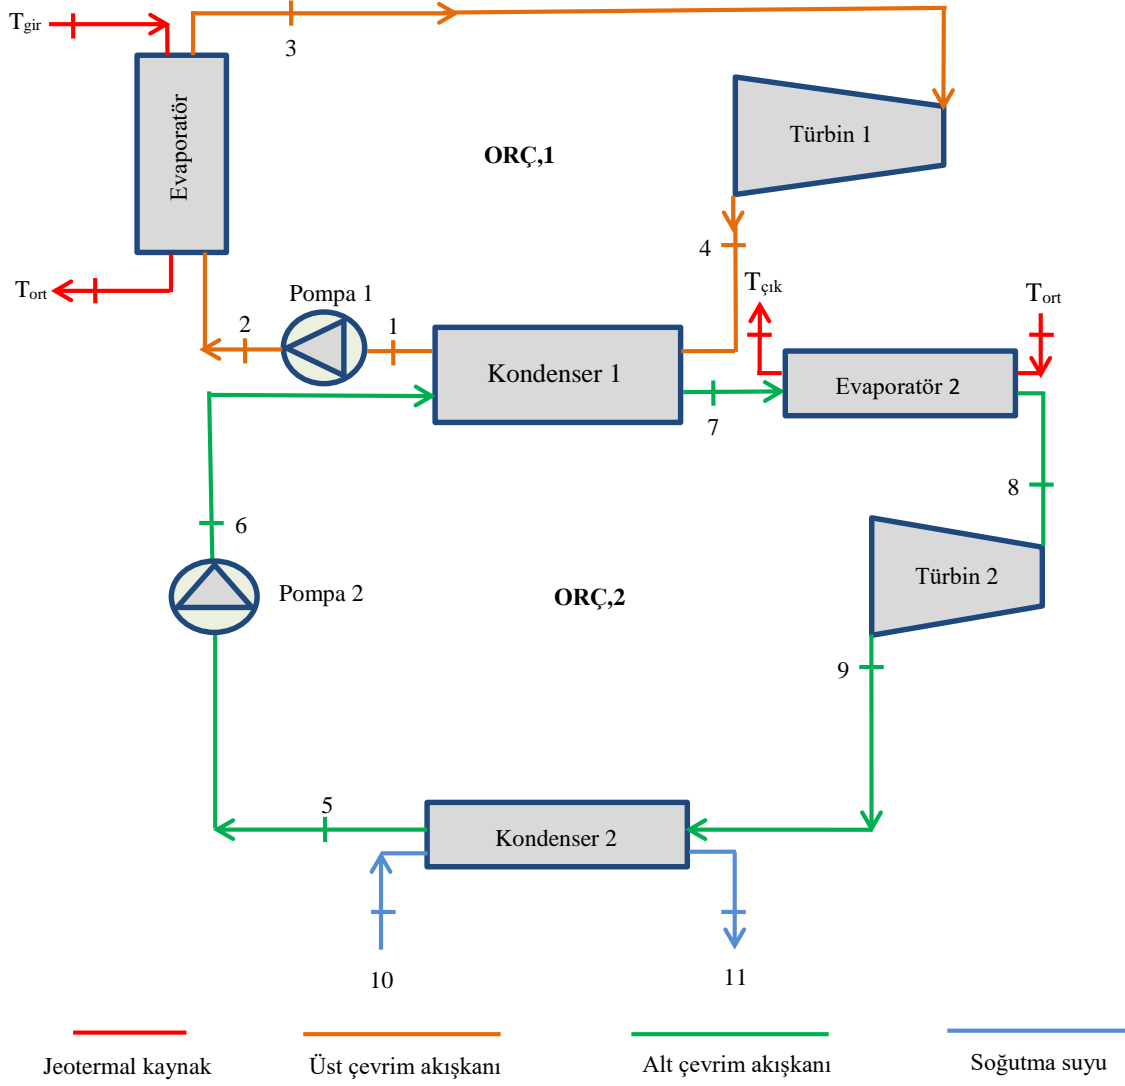 Tgir
3
Evaporatör
Türbin 1
ORÇ,1
4
Tort
Pompa 1
2
1
Tçık
Tort
Kondenser 1
Evaporatör 2
7
8
6
Pompa 2
ORÇ,2
Türbin 2
9
5
Kondenser 2
10
11
Jeotermal kaynak
Üst çevrim akışkanı
Alt çevrim akışkanı
Soğutma suyu